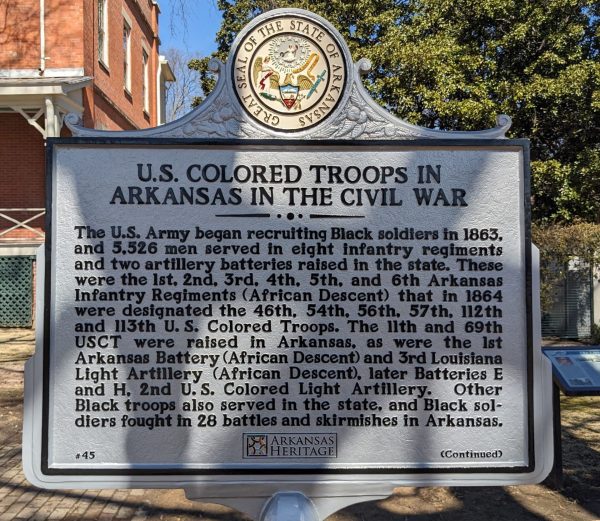 GREAT SEAL OF THE STATE OF ARKANSAS
U.S. COLORED TROOPS IN
ARKANSAS IN THE CIVIL WAR
The U.S. Army began recruiting Black soldiers in 1863,
and 5,526 men served in eight infantry regiments
and two artillery batteries raised in the state. These
were the 1st, 2nd, 3rd, 4th, 5th, and 6th Arkansas
Infantry Regiments (African Descent) that in 1864
were designated the 46th, 54th, 56th, 57th, 112th
and 113th U.S. Colored Troops. The 11th and 69th
USCT were raised in Arkansas, as were the 1st
Arkansas Battery (African Descent) and 3rd Louisiana
Light Artillery (African Descent), later Batteries E
and H, 2nd U.S. Colored Light Artillery. Other
Black troops also served in the state, and Black sol-
diers fought in 28 battles and skirmishes in Arkansas.
ARKANSAS
HERITAGE
#45
(Continued)